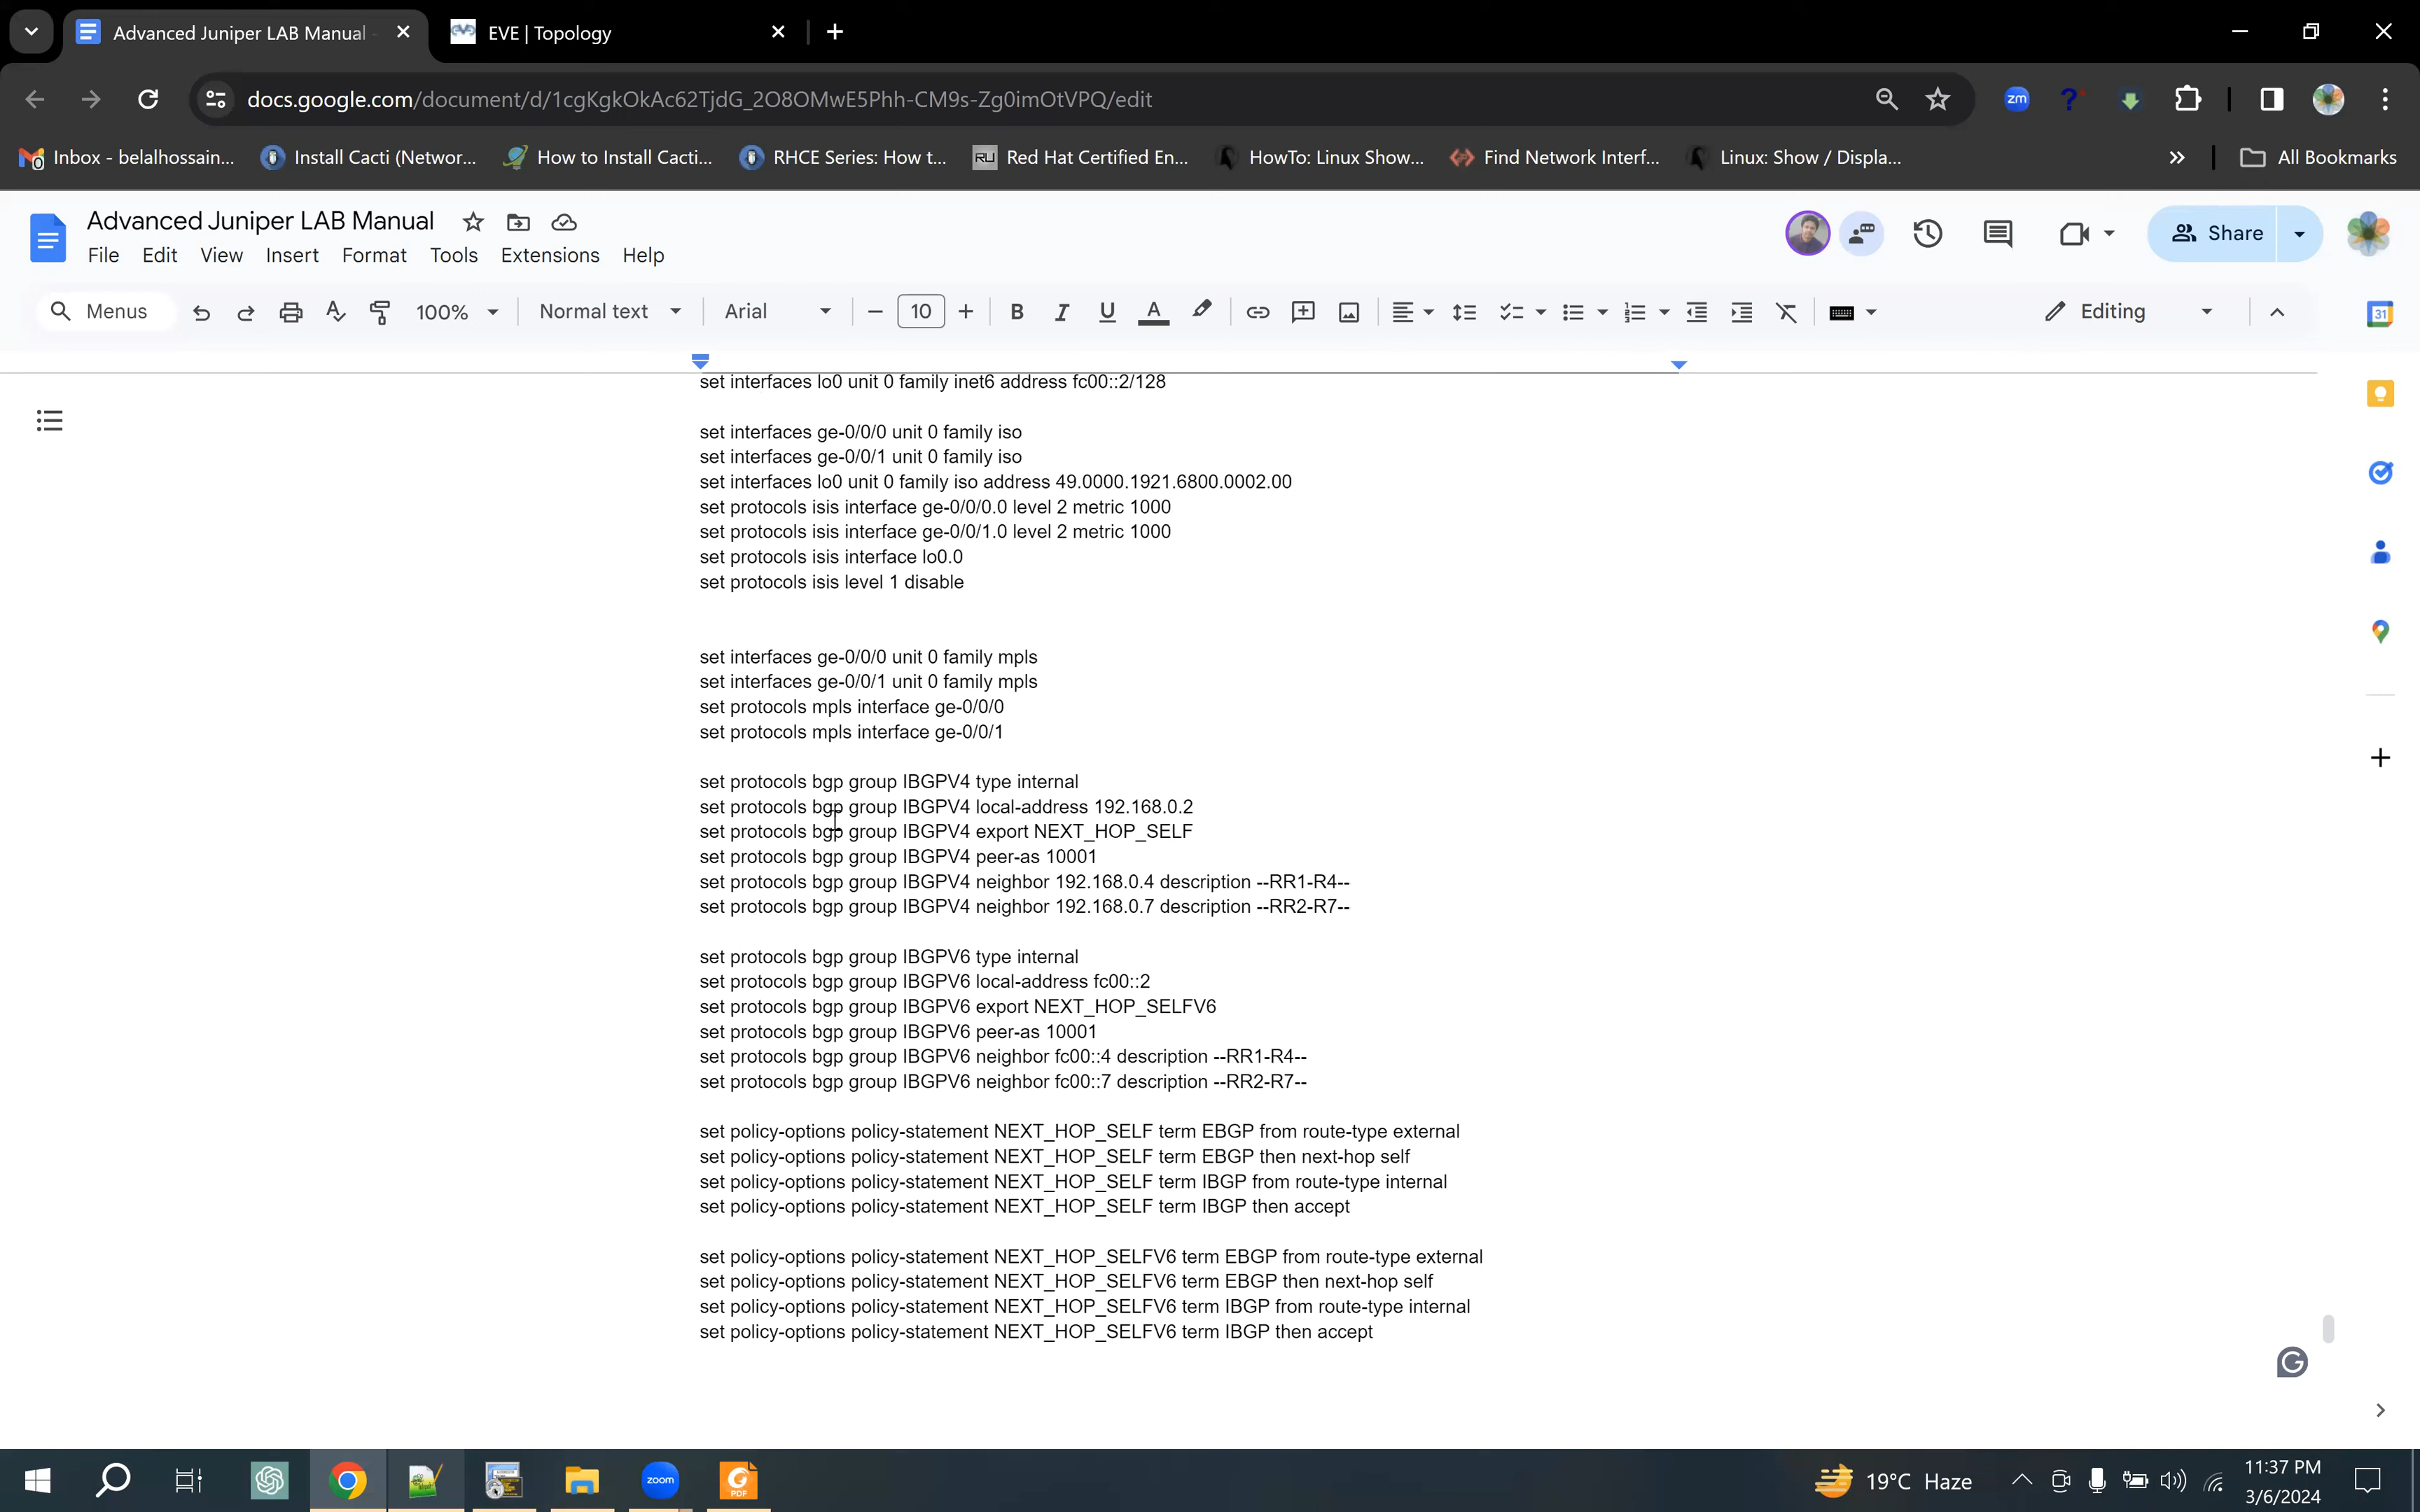 Advanced Juniper LAB Manual -
EVE | Topology
docs.google.com/document/d/1cgKgkOkAc62TjdG_2O8OMwE5Phh-CM9s-Zg0imOtVPQ/edit
Inbox - belalhossain...
Install Cacti (Networ...
How to Install Cacti...
RHCE Series: How t...
Red Hat Certified En...
HowTo: Linux Show...
Find Network Interf...
Linux: Show / Displa...
All Bookmarks
Advanced Juniper LAB Manual
File Edit View Insert Format Tools Extensions Help
Share
Menus
100%
Normal text
Arial
10
Editing
set interfaces lo0 unit 0 family inet6 address fc00::2/128
set interfaces ge-0/0/0 unit 0 family iso
set interfaces ge-0/0/1 unit 0 family iso
set interfaces lo0 unit 0 family iso address 49.0000.1921.6800.0002.00
set protocols isis interface ge-0/0/0.0 level 2 metric 1000
set protocols isis interface ge-0/0/1.0 level 2 metric 1000
set protocols isis interface lo0.0
set protocols isis level 1 disable
set interfaces ge-0/0/0 unit 0 family mpls
set interfaces ge-0/0/1 unit 0 family mpls
set protocols mpls interface ge-0/0/0
set protocols mpls interface ge-0/0/1
set protocols bgp group IBGPV4 type internal
set protocols bgp group IBGPV4 local-address 192.168.0.2
set protocols bgp group IBGPV4 export NEXT_HOP_SELF
set protocols bgp group IBGPV4 peer-as 10001
set protocols bgp group IBGPV4 neighbor 192.168.0.4 description --RR1-R4--
set protocols bgp group IBGPV4 neighbor 192.168.0.7 description --RR2-R7--
set protocols bgp group IBGPV6 type internal
set protocols bgp group IBGPV6 local-address fc00::2
set protocols bgp group IBGPV6 export NEXT_HOP_SELFV6
set protocols bgp group IBGPV6 peer-as 10001
set protocols bgp group IBGPV6 neighbor fc00::4 description --RR1-R4--
set protocols bgp group IBGPV6 neighbor fc00::7 description --RR2-R7--
set policy-options policy-statement NEXT_HOP_SELF term EBGP from route-type external
set policy-options policy-statement NEXT_HOP_SELF term EBGP then next-hop self
set policy-options policy-statement NEXT_HOP_SELF term IBGP from route-type internal
set policy-options policy-statement NEXT_HOP_SELF term IBGP then accept
set policy-options policy-statement NEXT_HOP_SELFV6 term EBGP from route-type external
set policy-options policy-statement NEXT_HOP_SELFV6 term EBGP then next-hop self
set policy-options policy-statement NEXT_HOP_SELFV6 term IBGP from route-type internal
set policy-options policy-statement NEXT_HOP_SELFV6 term IBGP then accept
zm
RU
31
zoom
PDF
19°C Haze
11:37 PM
3/6/2024